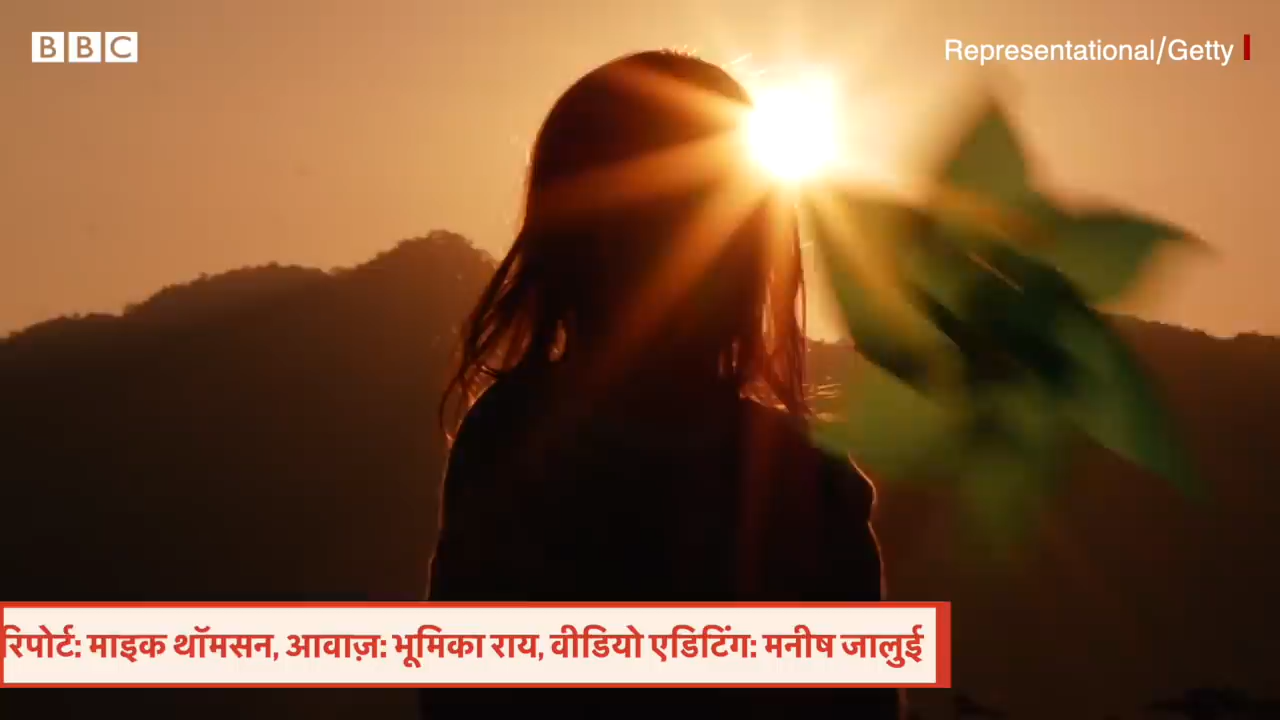 BBC
Representational/Getty
रिपोर्ट: माइक थॉमसन, आवाज़: भूमिका राय, वीडियो एडिटिंग: मनीष जालुई